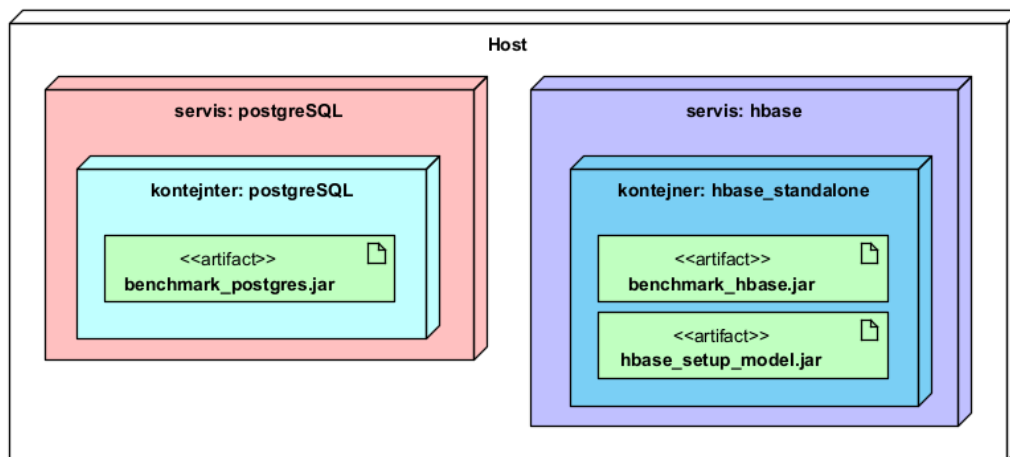 Host
servis: postgreSQL
kontejnter: postgreSQL
<<artifact>>
benchmark_postgres.jar
servis: hbase
kontejner: hbase_standalone
<<artifact>>
benchmark_hbase.jar
<<artifact>>
hbase_setup_model.jar